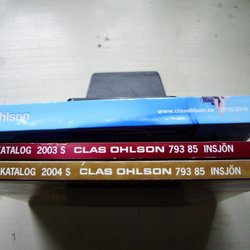 ohlson www.clasohlson.se 2015/2016
KATALOG 2003 S CLAS OHLSON 793 85 INSJÖN
KATALOG 2004 S CLAS OHLSON 793 85 INSJÖN